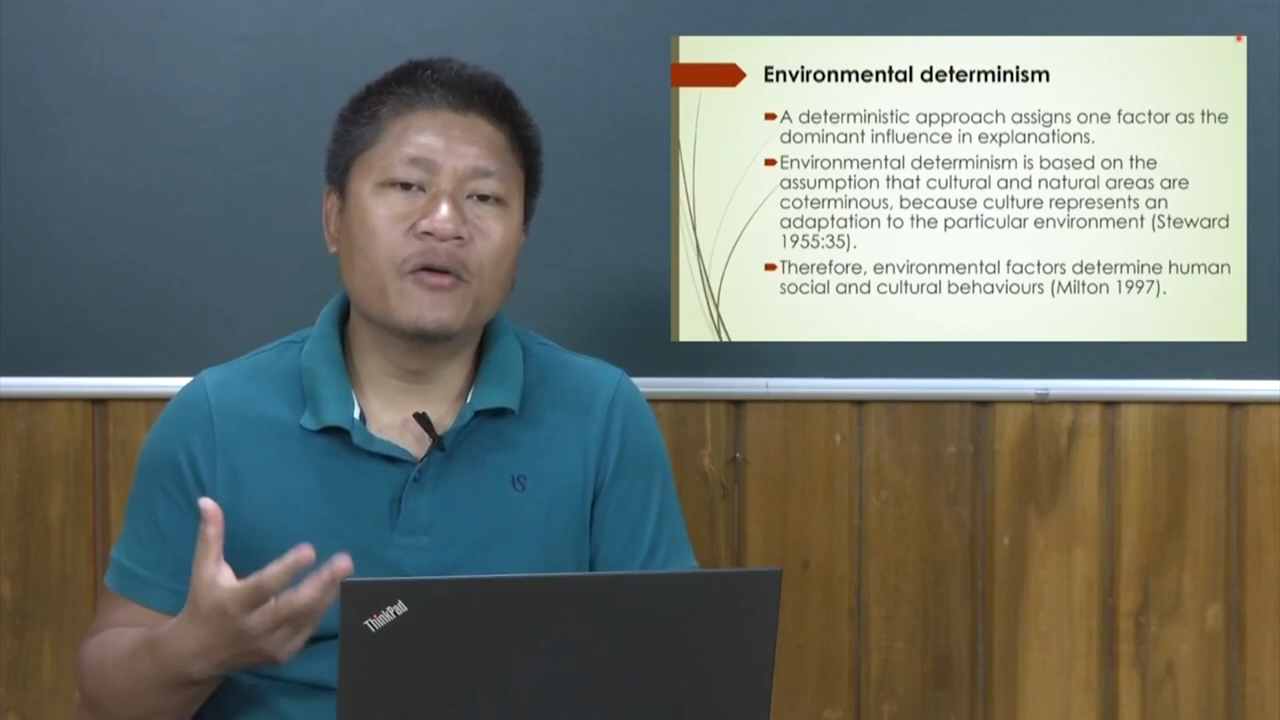 Environmental determinism
A deterministic approach assigns one factor as the
dominant influence in explanations.
Environmental determinism is based on the
assumption that cultural and natural areas are
coterminous, because culture represents an
adaptation to the particular environment (Steward
1955:35).
Therefore, environmental factors determine human
social and cultural behaviours (Milton 1997).
ThinkPad